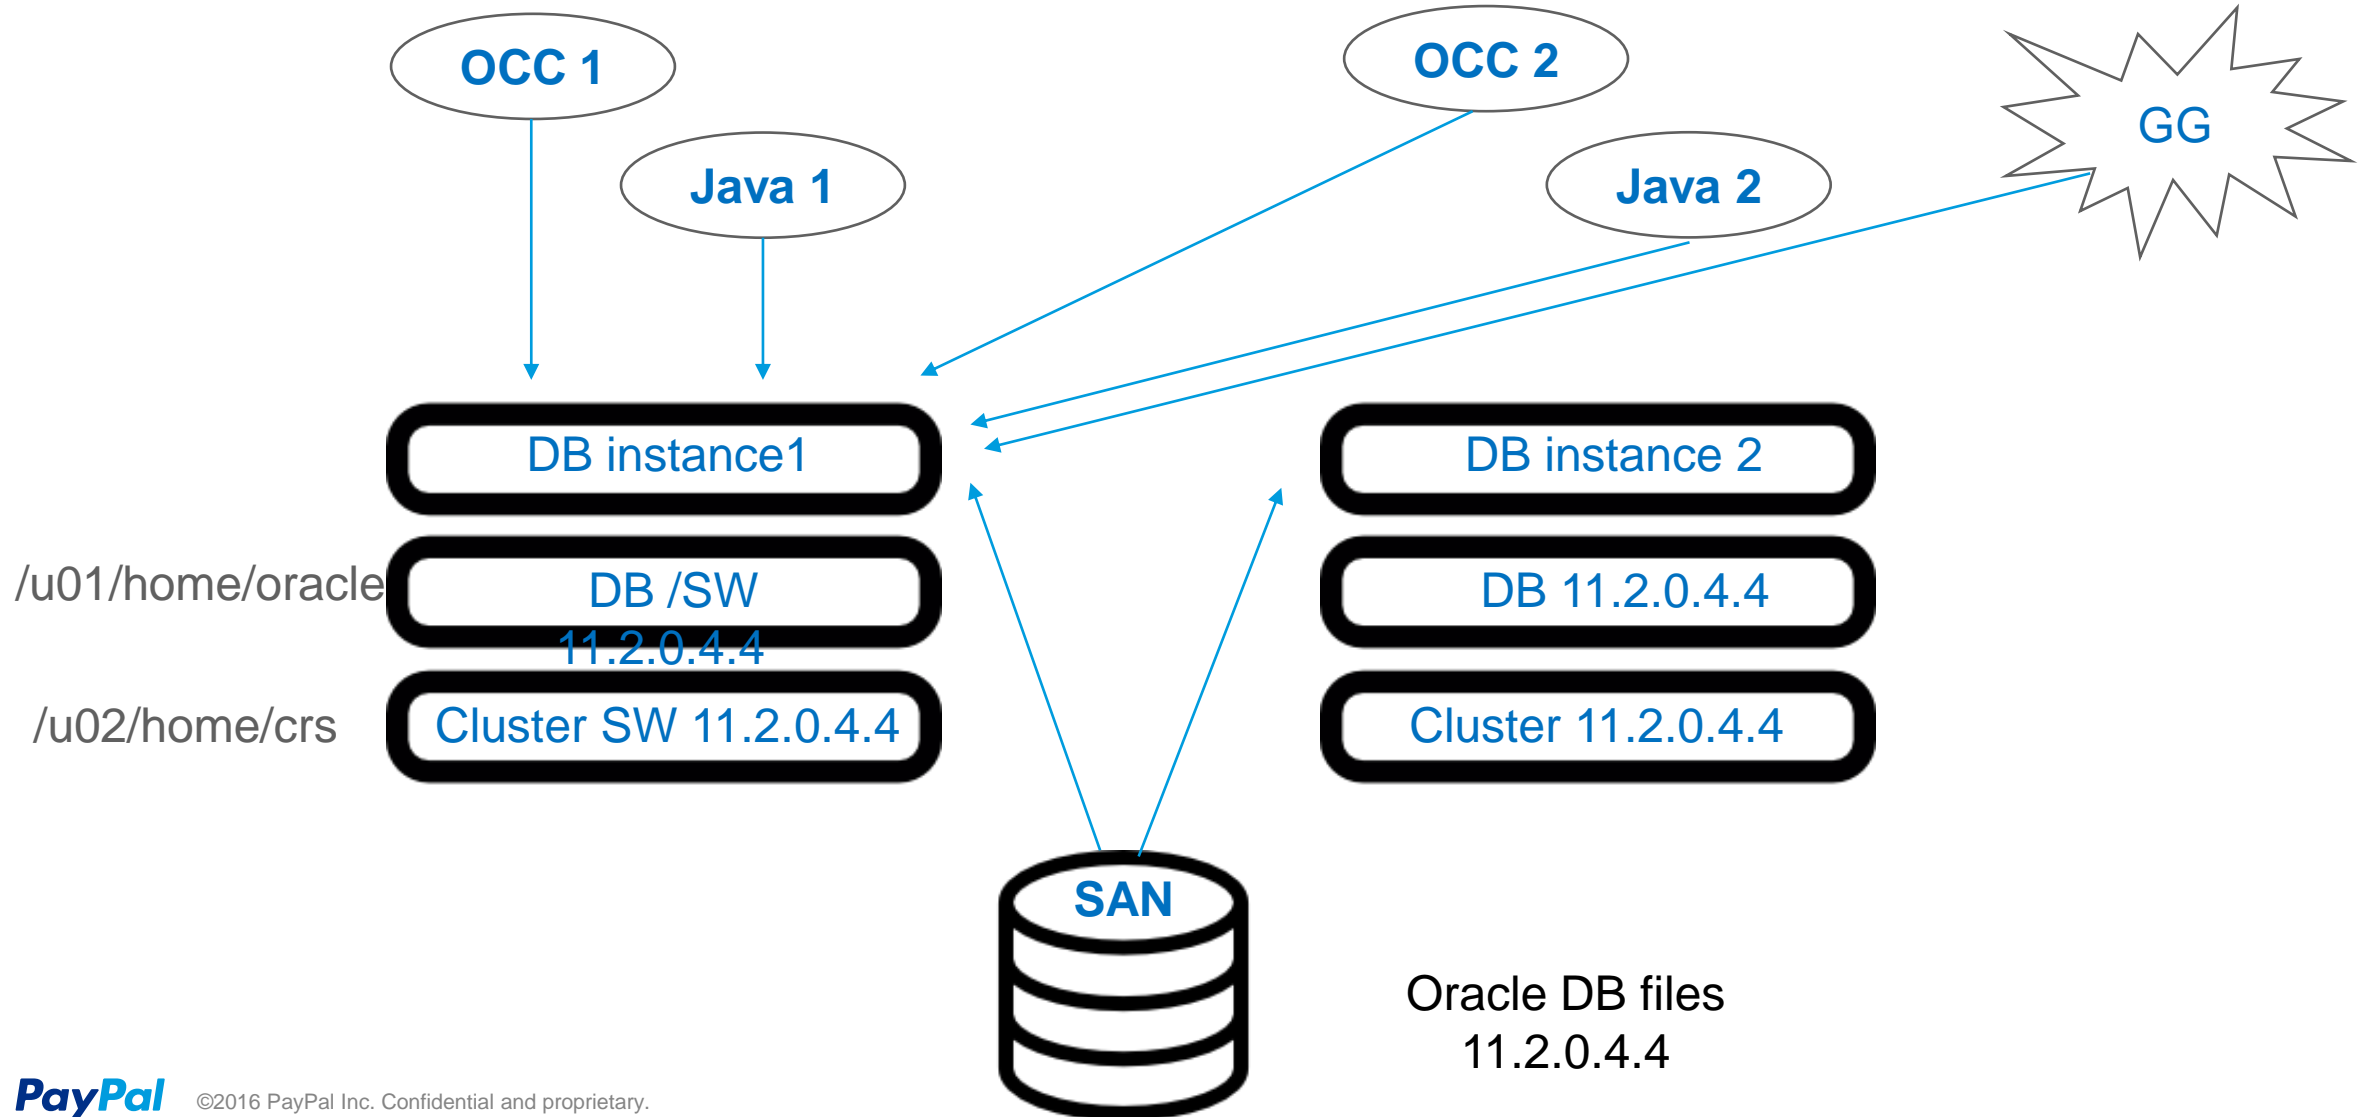 OCC 1
OCC 2
GG
Java 1
Java 2
DB instance1
DB instance 2
/u01/home/oracle
DB /SW
11.2.0.4.4
DB 11.2.0.4.4
/u02/home/crs
Cluster SW 11.2.0.4.4
Cluster 11.2.0.4.4
SAN
Oracle DB files
11.2.0.4.4
PayPal
©2016 PayPal Inc. Confidential and proprietary.